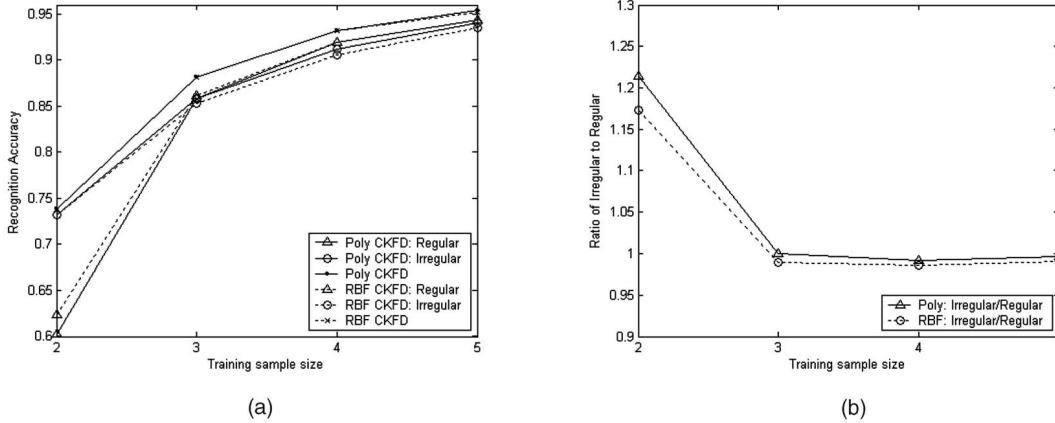 0.95
0.9
0.85
0.8
0.75
0.7
0.65
0.6
2
3
4
5
Recognition Accuracy
Training sample size
Poly CKFD: Regular
Poly CKFD: Irregular
Poly CKFD
RBF CKFD: Regular
RBF CKFD: Irregular
RBF CKFD
(a)
1.3
1.25
1.2
1.15
1.1
1.05
1
0.95
0.9
2
3
4
Ratio of Irregular to Regular
Training sample size
Poly: Irregular/Regular
RBF: Irregular/Regular
(b)